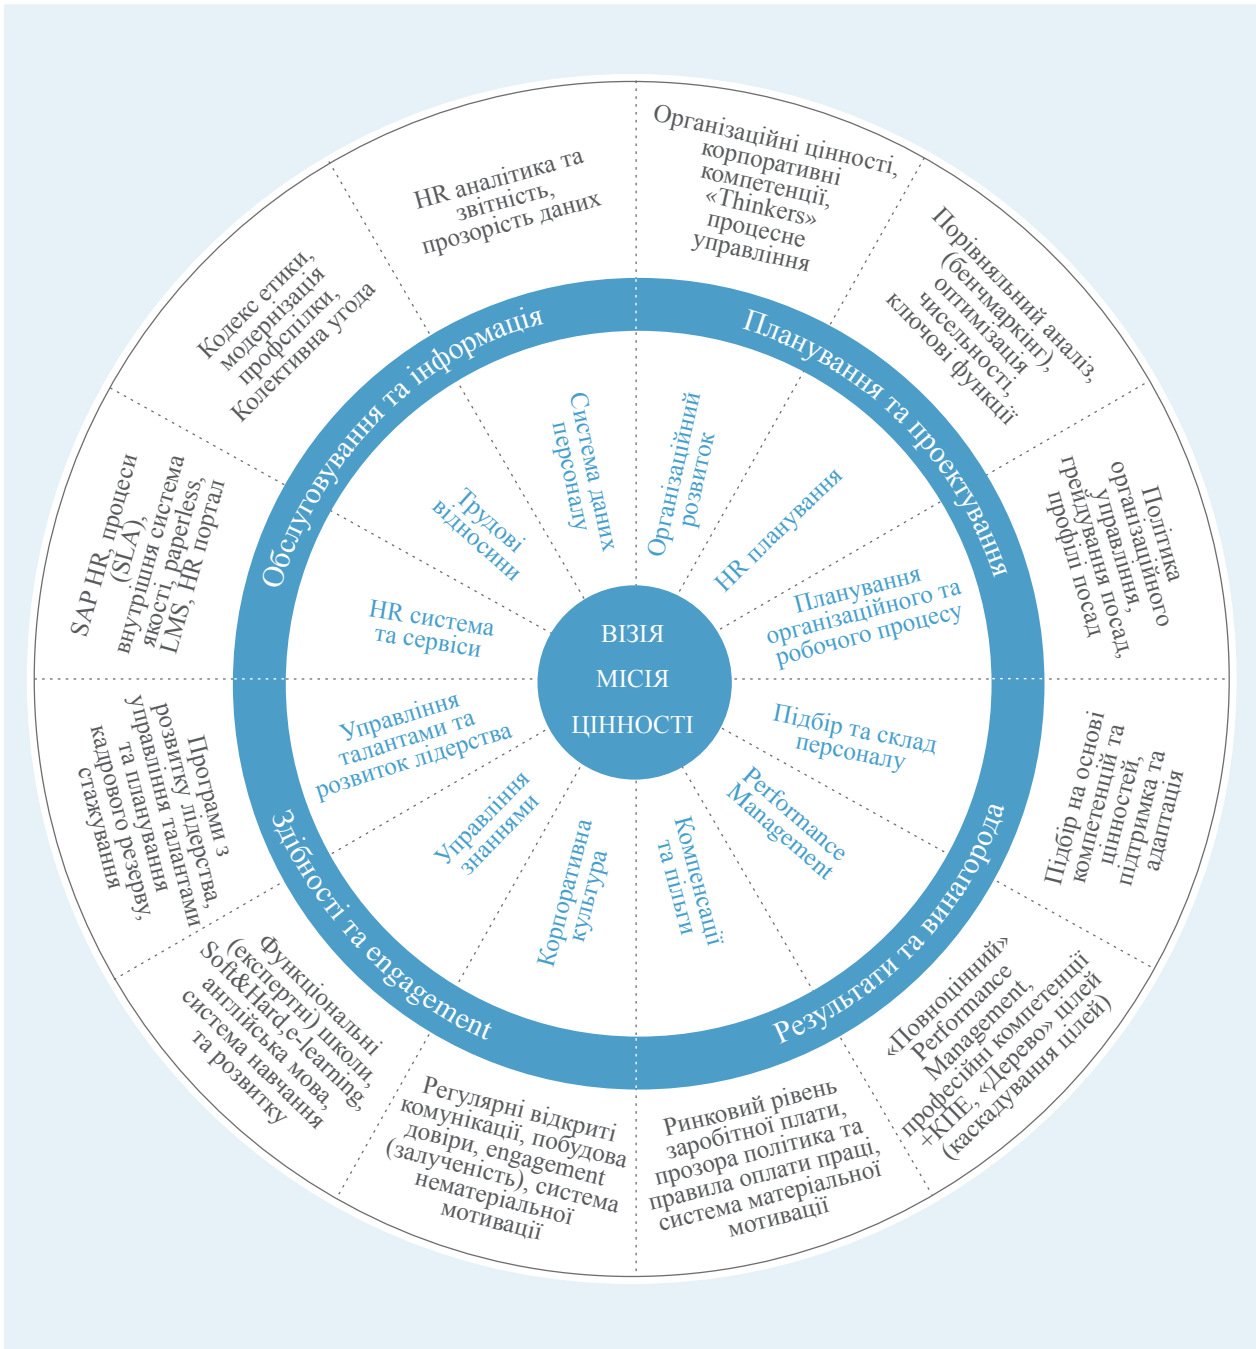 Організаційні цінності,
корпоративні
компетенції,
«Thinkers»
процесне
управління
Порівняльний аналіз,
(бенчмаркінг),
оптимізація
чисельності,
ключові функції
Політика
організаційного
управління,
грейдування посад,
профілі посад
Підбір на основі
компетенцій та
цінностей,
підтримка та
адаптація
«Повноцінний»
Performance
Management,
професійні компетенції
+КПЕ, «Дерево» цілей
(каскадування цілей)
Ринковий рівень
заробітної плати,
прозора політика та
правила оплати праці,
система матеріальної
мотивації
Регулярні відкриті
комунікації, побудова
довіри, engagement
(залученість), система
нематеріальної
мотивації
Функціональні
(експертні) школи,
Soft&Hard,e-learning,
англійська мова,
система навчання
та розвитку
Програми з
розвитку лідерства,
управління талантами
та планування
кадрового резерву,
стажування
SAP HR, процеси
(SLA),
внутрішня система
якості, paperless,
LMS, HR портал
Кодекс етики,
модернізація
профспілки,
Колективна угода
HR аналітика та
звітність,
прозорість даних
Планування та проектування
Результати та винагорода
Здібності та engagement
Обслуговування та інформація
Організаційний
розвиток
HR планування
Планування
організаційного та
робочого процесу
Підбір та склад
персоналу
Performance
Management
Компенсації
та пільги
Корпоративна
культура
Управління
знаннями
Управління
талантами та
розвиток лідерства
HR система
та сервіси
Трудові
відносини
Система даних
персоналу
ВІЗІЯ
МІСІЯ
ЦІННОСТІ